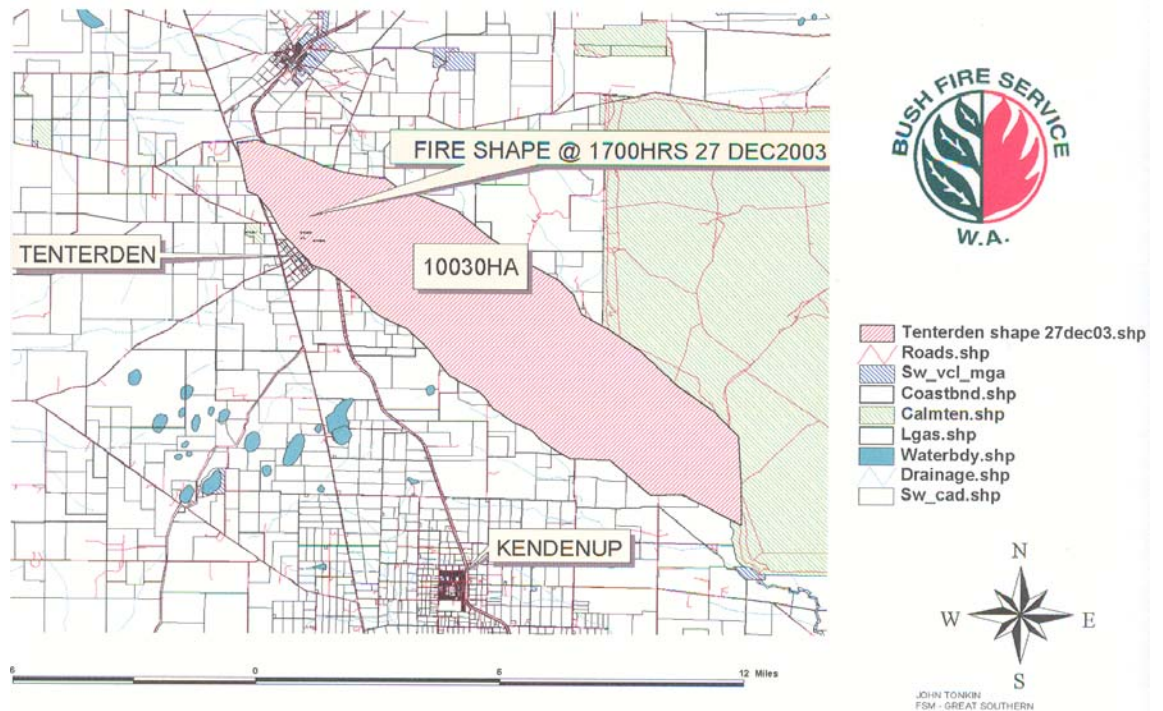 FIRE SHAPE @ 1700HRS 27 DEC2003
TENTERDEN
10030HA
KENDENUP
6 0 6 12 Miles
BUSH FIRE SERVICE
W.A.
Tenterden shape 27dec03.shp
Roads.shp
Sw_vcl_mga
Coastbnd.shp
Calmten.shp
Lgas.shp
Waterbdy.shp
Drainage.shp
Sw_cad.shp
N
W E
S
JOHN TONKIN
FSM - GREAT SOUTHERN